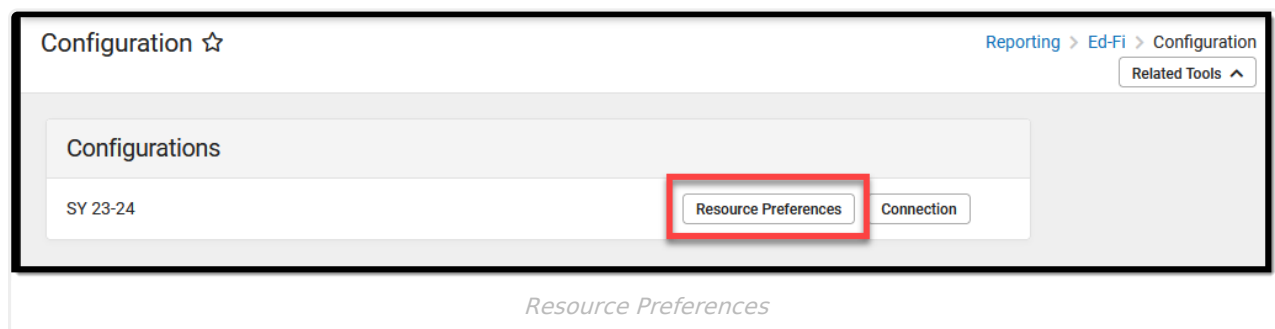 Configuration
Reporting > Ed-Fi > Configuration
Related Tools
Configurations
SY 23-24
Resource Preferences
Connection
Resource Preferences